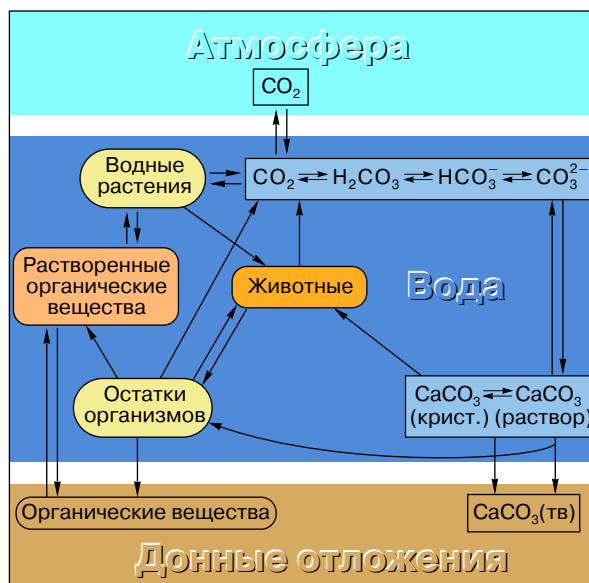 Атмосфера
CO₂
Водные
растения
CO₂ ⇌ H₂CO₃ ⇌ HCO₃⁻ ⇌ CO₃²⁻
Растворенные
органические
вещества
Животные
Вода
Остатки
организмов
CaCO₃ ⇌ CaCO₃
(крист.) (раствор)
Органические вещества
CaCO₃(тв)
Донные отложения